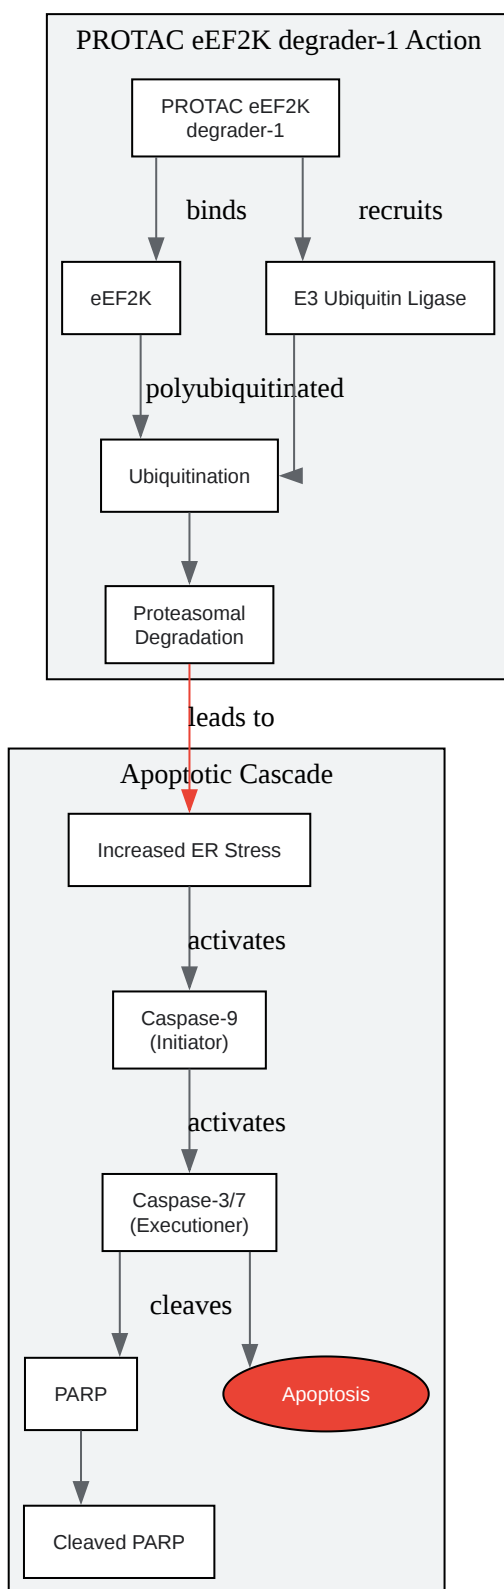 PROTAC eEF2K degrader-1 Action
PROTAC eEF2K
degrader-1
binds
recruits
eEF2K
E3 Ubiquitin Ligase
polyubiquitinated
Ubiquitination
Proteasomal
Degradation
leads to
Apoptotic Cascade
Increased ER Stress
activates
Caspase-9
(Initiator)
activates
Caspase-3/7
(Executioner)
cleaves
PARP
Apoptosis
Cleaved PARP